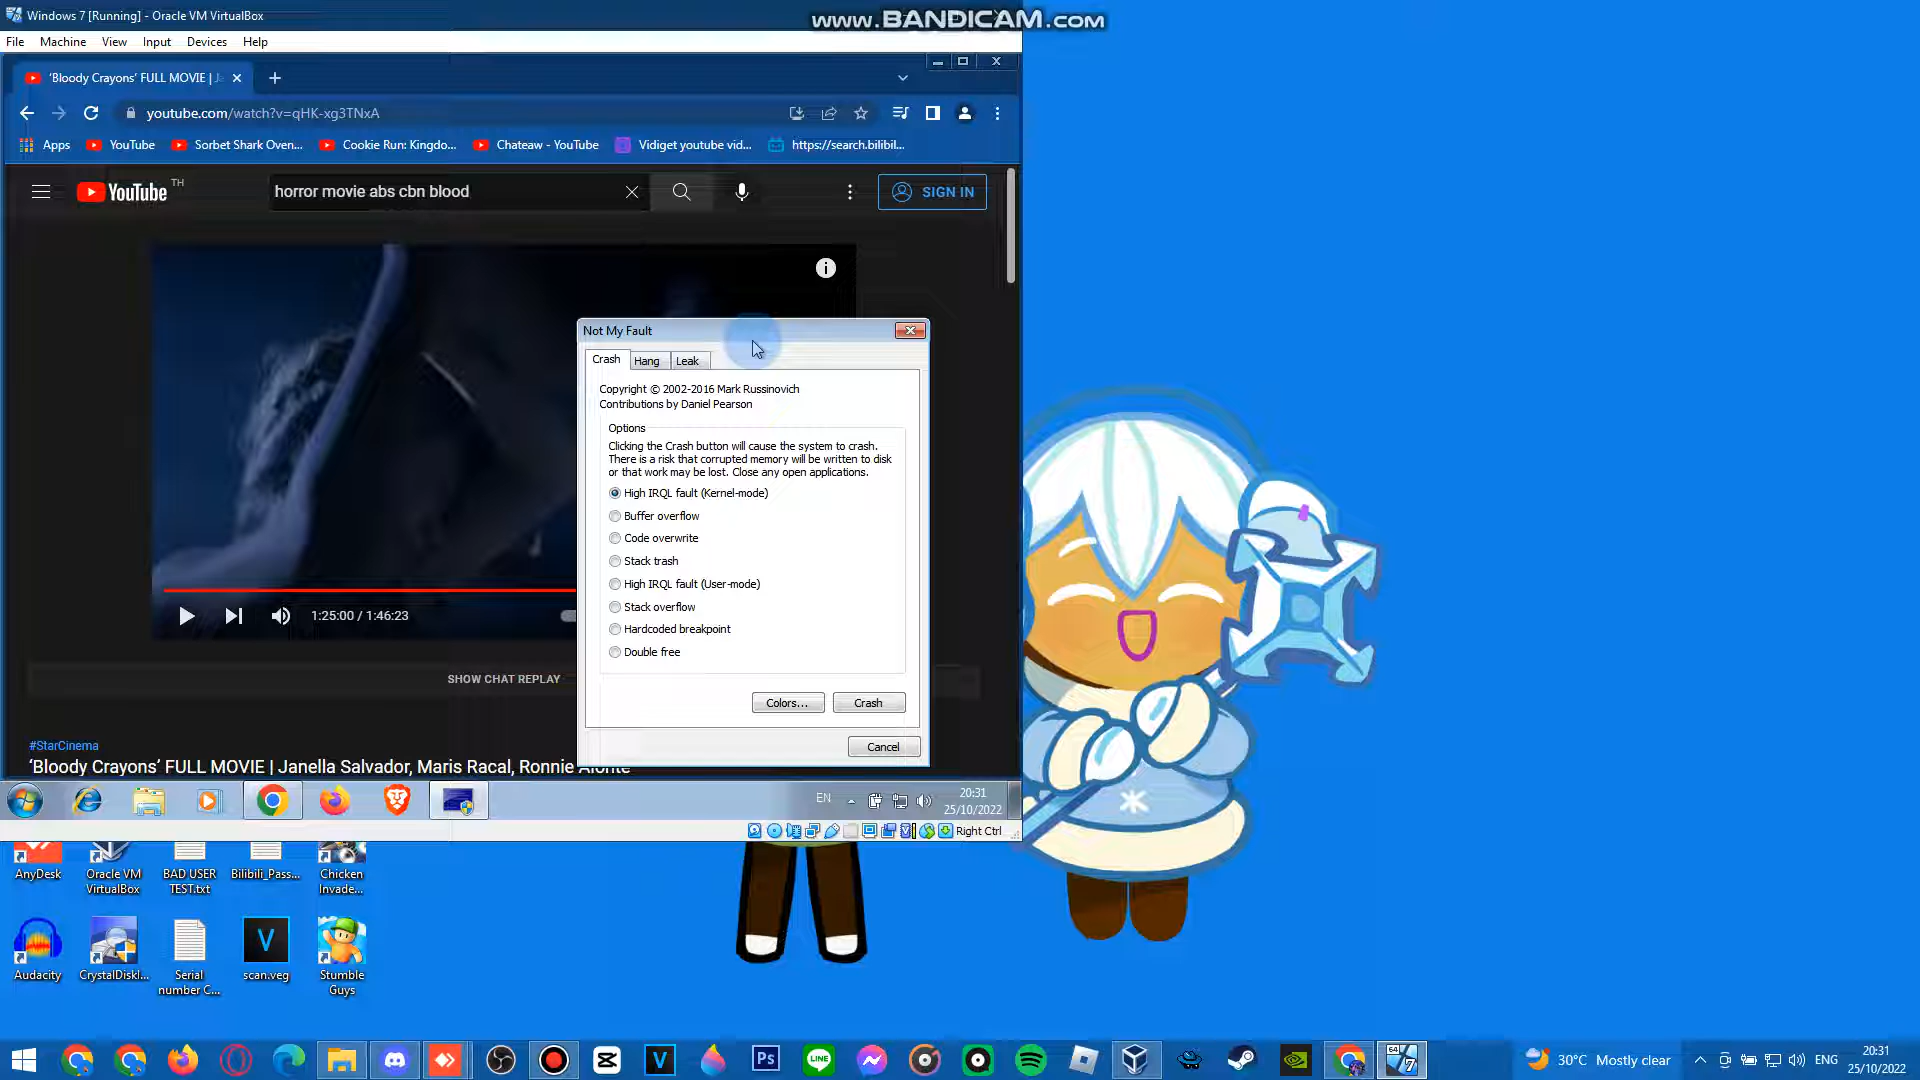 Windows 7 [Running] - Oracle VM VirtualBox
www.BANDICAM.com
File Machine View Input Devices Help
'Bloody Crayons' FULL MOVIE | J
youtube.com/watch?v=qHK-xg3TNxA
Apps YouTube Sorbet Shark Oven... Cookie Run: Kingdo... Chateaw - YouTube Vidiget youtube vid... https://search.bilibil...
YouTube TH
horror movie abs cbn blood
SIGN IN
Not My Fault
Crash Hang Leak
Copyright © 2002-2016 Mark Russinovich
Contributions by Daniel Pearson
Options
Clicking the Crash button will cause the system to crash.
There is a risk that corrupted memory will be written to disk
or that work may be lost. Close any open applications.
High IRQL fault (Kernel-mode)
Buffer overflow
Code overwrite
Stack trash
High IRQL fault (User-mode)
Stack overflow
Hardcoded breakpoint
Double free
Colors... Crash
Cancel
1:25:00 / 1:46:23
SHOW CHAT REPLAY
#StarCinema
'Bloody Crayons' FULL MOVIE | Janella Salvador, Maris Racal, Ronnie Alonte
EN
20:31
25/10/2022
Right Ctrl
AnyDesk
Oracle VM
VirtualBox
BAD USER
TEST.txt
Bilibili_Pass...
Chicken
Invade...
Audacity
CrystalDiskI...
Serial
number C...
scan.veg
Stumble
Guys
30°C Mostly clear
ENG
20:31
25/10/2022